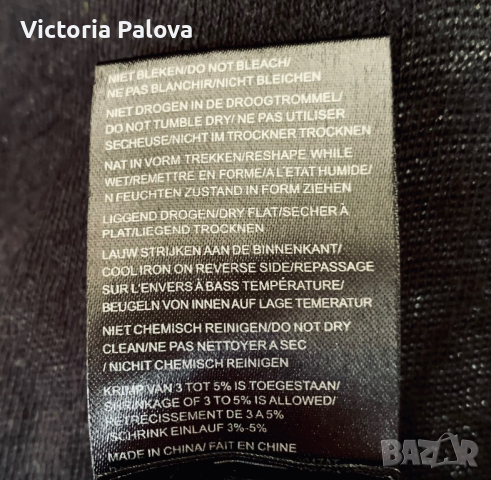 Victoria Palova
NIET BLEKEN/DO NOT BLEACH/
NE PAS BLANCHIR/NICHT BLEICHEN
NIET DROGEN IN DE DROOGTROMMEL/
DO NOT TUMBLE DRY/NE PAS UTILISER
SECHEUSE/NICHT IM TROCKNER TROCKNEN
NAT IN VORM TREKKEN/RESHAPE WHILE
WET/REMETTRE EN FORME/A L'ETAT HUMIDE/
N FEUCHTEN ZUSTAND IN FORM ZIEHEN
LIGGEND DROGEN/DRY FLAT/SECHER À
PLAT/LIEGEND TROCKNEN
LAUW STRIJKEN AAN DE BINNENKANT/
COOL IRON ON REVERSE SIDE/REPASSAGE
SUR L'ENVERS À BASS TEMPÉRATURE/
BEUGELN VON INNEN AUF LAGE TEMERATUR
NIET CHEMISCH REINIGEN/DO NOT DRY
CLEAN/NE PAS NETTOYER A SEC
/ NICHIT CHEMISCH REINIGEN
KRIMP VAN 3 TOT 5% IS TOEGESTAAN/
SHRINKAGE OF 3 TO 5% IS ALLOWED/
RETRECISSEMENT DE 3 A 5%
/SCHRINK EINLAUF 3%-5%
MADE IN CHINA/ FAIT EN CHINE
BAZAR